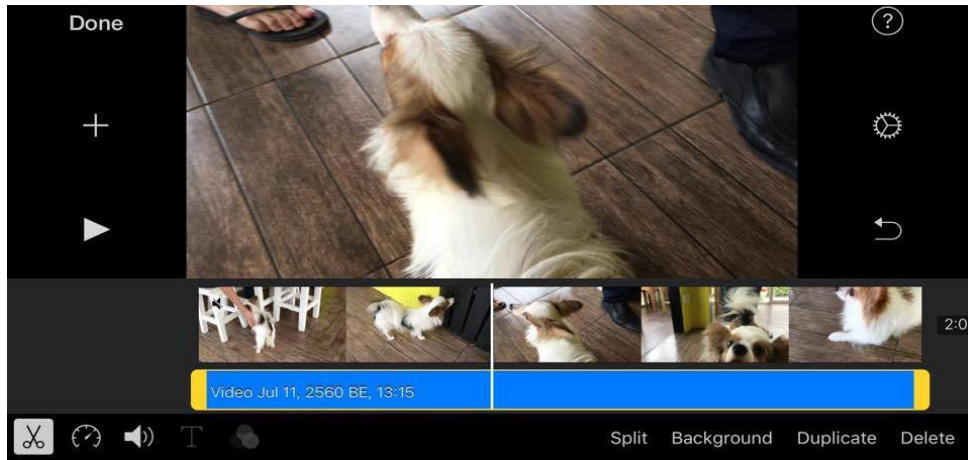 Done
?
2:0
Video Jul 11, 2560 BE, 13:15
T
Split Background Duplicate Delete